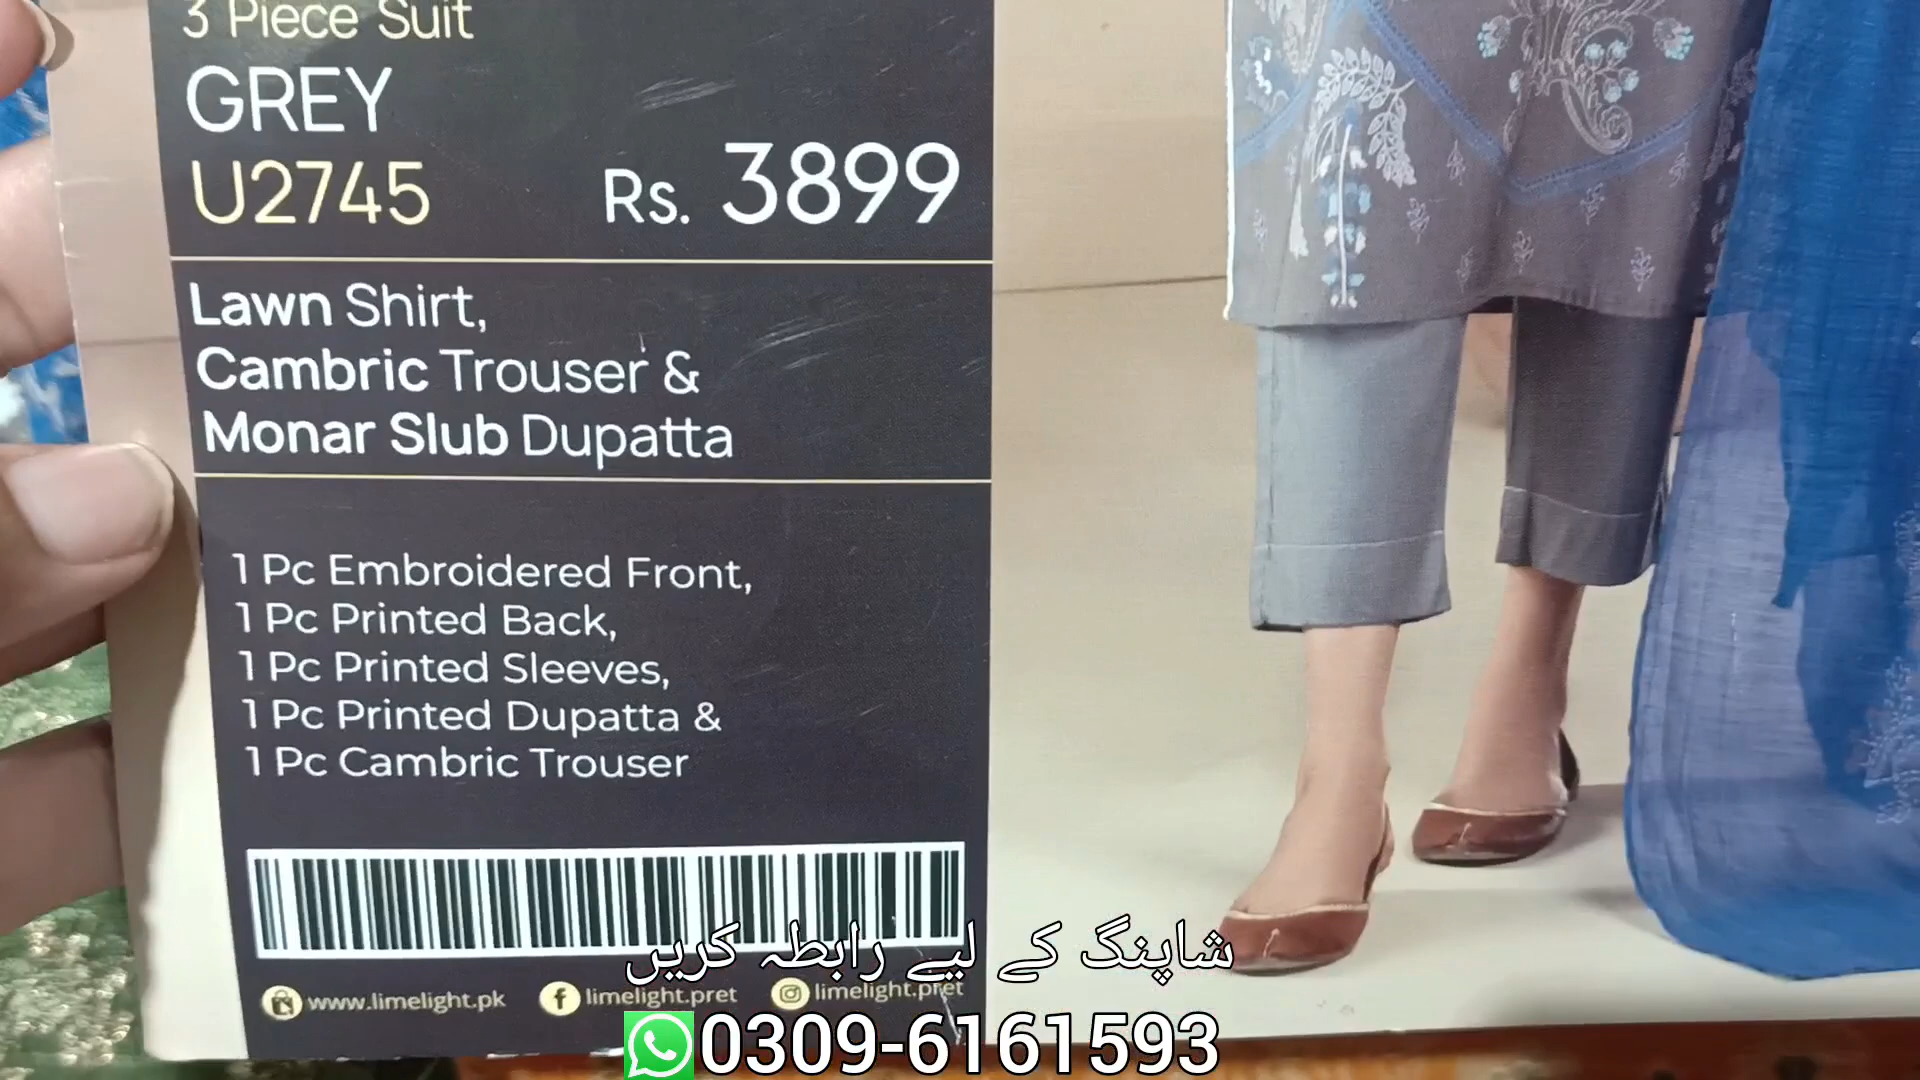 3 Piece Suit
GREY
U2745
Rs. 3899
Lawn Shirt,
Cambric Trouser &
Monar Slub Dupatta
1 Pc Embroidered Front,
1 Pc Printed Back,
1 Pc Printed Sleeves,
1 Pc Printed Dupatta &
1 Pc Cambric Trouser
www.limelight.pk
limelight.pret
limelight.pret
شاپنگ کے لیے رابطہ کریں
0309-6161593